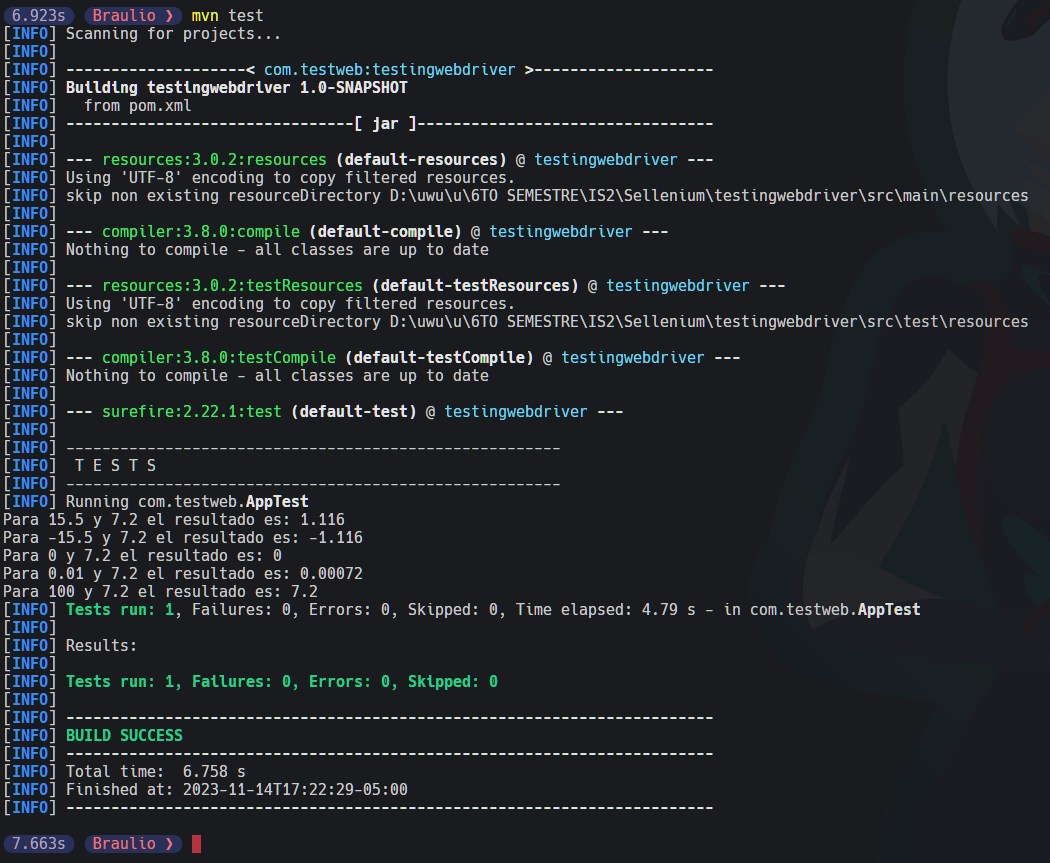 6.923s Braulio ❯ mvn test
[INFO] Scanning for projects...
[INFO]
[INFO] --------------------< com.testweb:testingwebdriver >--------------------
[INFO] Building testingwebdriver 1.0-SNAPSHOT
[INFO]   from pom.xml
[INFO] --------------------------------[ jar ]---------------------------------
[INFO]
[INFO] --- resources:3.0.2:resources (default-resources) @ testingwebdriver ---
[INFO] Using 'UTF-8' encoding to copy filtered resources.
[INFO] skip non existing resourceDirectory D:\uwu\u\6TO SEMESTRE\IS2\Sellenium\testingwebdriver\src\main\resources
[INFO]
[INFO] --- compiler:3.8.0:compile (default-compile) @ testingwebdriver ---
[INFO] Nothing to compile - all classes are up to date
[INFO]
[INFO] --- resources:3.0.2:testResources (default-testResources) @ testingwebdriver ---
[INFO] Using 'UTF-8' encoding to copy filtered resources.
[INFO] skip non existing resourceDirectory D:\uwu\u\6TO SEMESTRE\IS2\Sellenium\testingwebdriver\src\test\resources
[INFO]
[INFO] --- compiler:3.8.0:testCompile (default-testCompile) @ testingwebdriver ---
[INFO] Nothing to compile - all classes are up to date
[INFO]
[INFO] --- surefire:2.22.1:test (default-test) @ testingwebdriver ---
[INFO]
[INFO] -------------------------------------------------------
[INFO]  T E S T S
[INFO] -------------------------------------------------------
[INFO] Running com.testweb.AppTest
Para 15.5 y 7.2 el resultado es: 1.116
Para -15.5 y 7.2 el resultado es: -1.116
Para 0 y 7.2 el resultado es: 0
Para 0.01 y 7.2 el resultado es: 0.00072
Para 100 y 7.2 el resultado es: 7.2
[INFO] Tests run: 1, Failures: 0, Errors: 0, Skipped: 0, Time elapsed: 4.79 s - in com.testweb.AppTest
[INFO]
[INFO] Results:
[INFO]
[INFO] Tests run: 1, Failures: 0, Errors: 0, Skipped: 0
[INFO]
[INFO] ------------------------------------------------------------------------
[INFO] BUILD SUCCESS
[INFO] ------------------------------------------------------------------------
[INFO] Total time:  6.758 s
[INFO] Finished at: 2023-11-14T17:22:29-05:00
[INFO] ------------------------------------------------------------------------
7.663s Braulio ❯